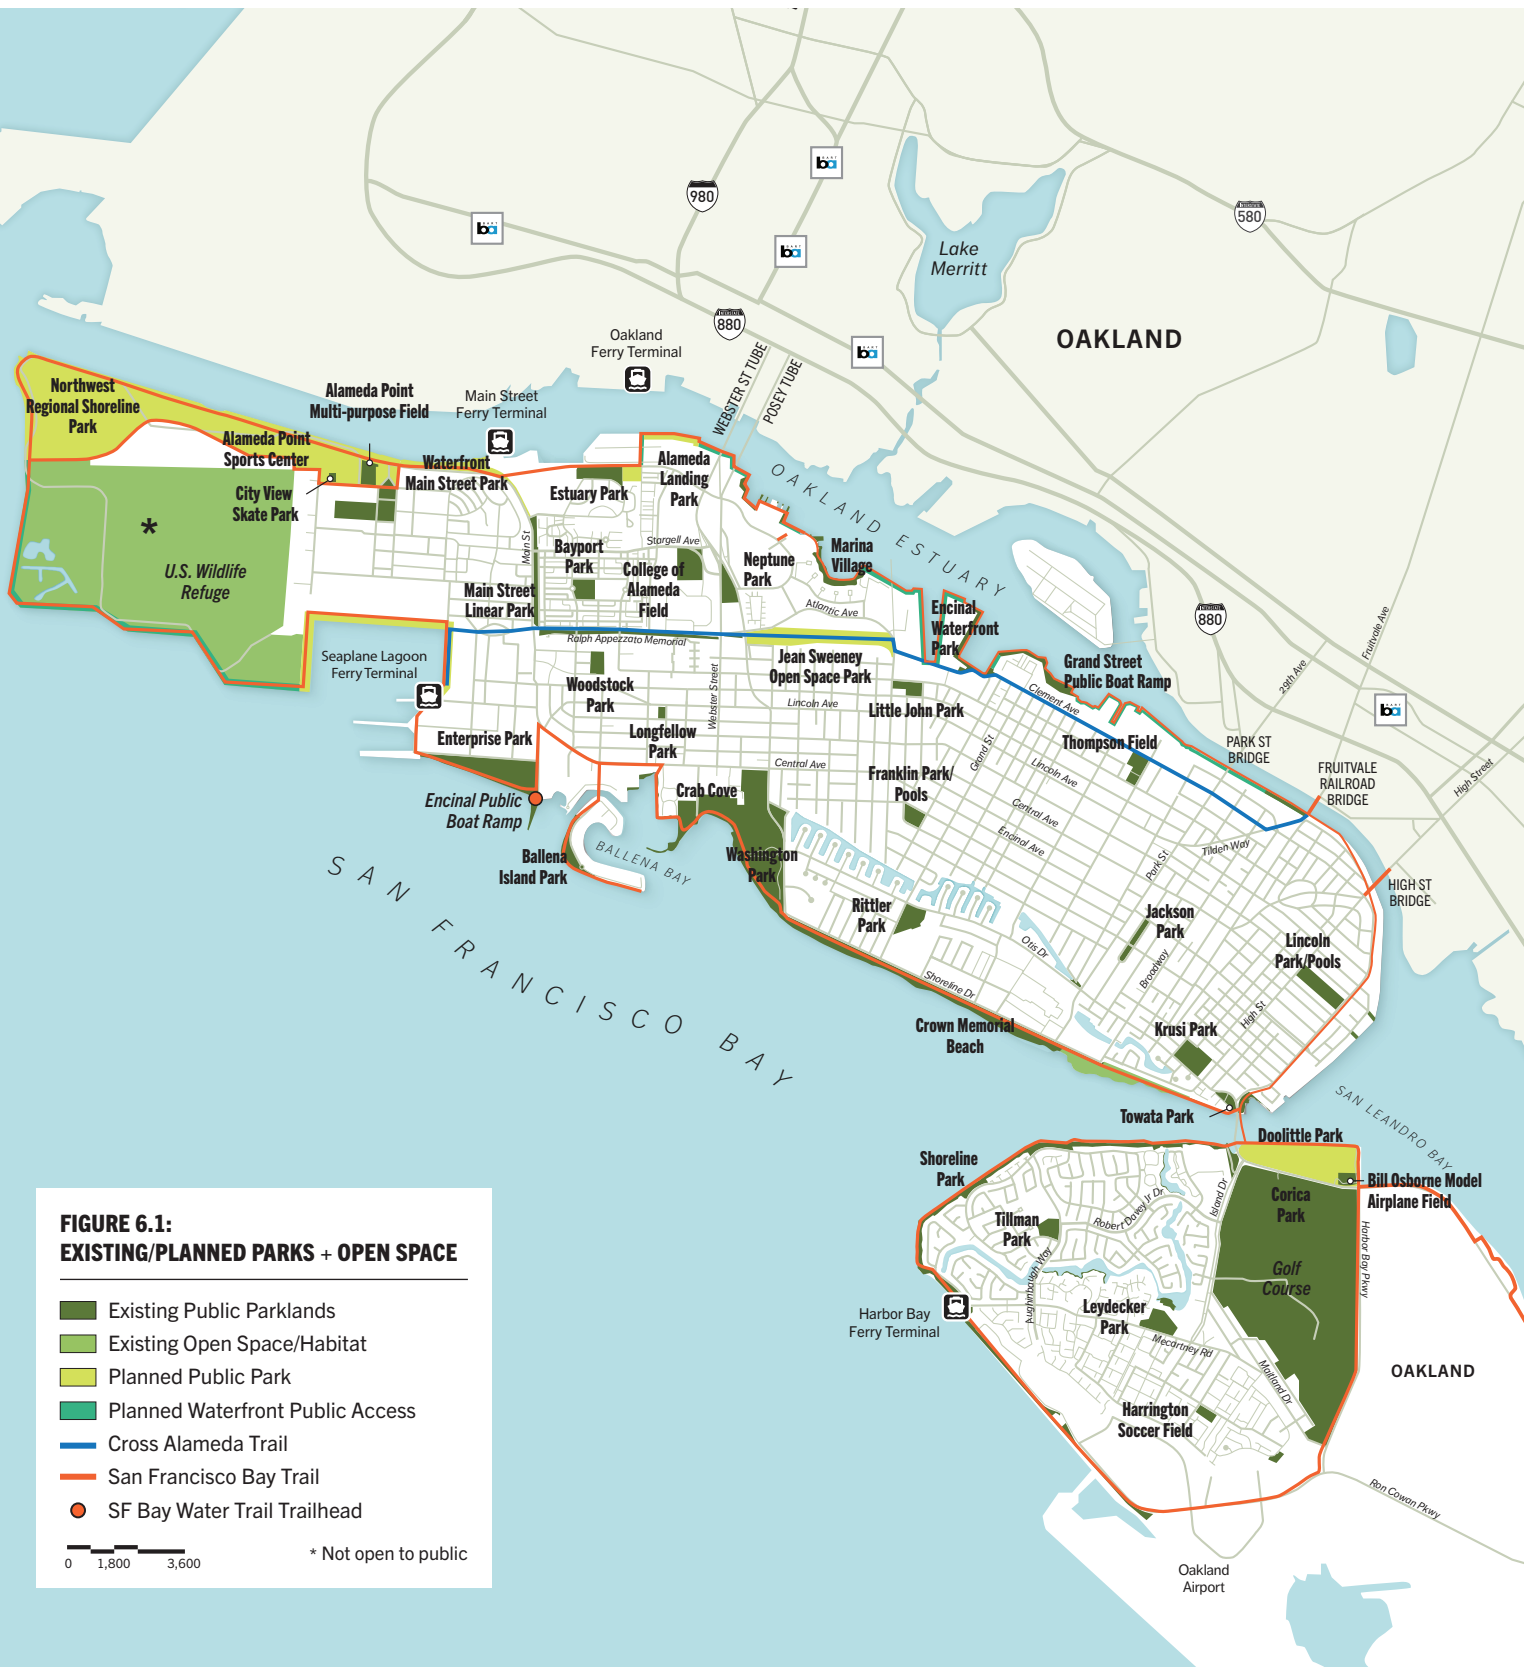 980
580
Lake
Merritt
880
Oakland
Ferry Terminal
OAKLAND
WEBSTER ST TUBE
POSEY TUBE
Northwest
Regional Shoreline
Park
Alameda Point
Multi-purpose Field
Main Street
Ferry Terminal
Alameda Point
Sports Center
Waterfront
Main Street Park
City View
Skate Park
Estuary Park
Alameda
Landing
Park
OAKLAND ESTUARY
*
U.S. Wildlife
Refuge
Main St
Bayport
Park
Stargell Ave
College of
Alameda
Field
Neptune
Park
Marina
Village
Main Street
Linear Park
Atlantic Ave
Encinal
Waterfront
Park
880
Fruitvale Ave
29th Ave
Ralph Appezzato Memorial
Seaplane Lagoon
Ferry Terminal
Jean Sweeney
Open Space Park
Grand Street
Public Boat Ramp
Woodstock
Park
Webster Street
Lincoln Ave
Little John Park
Clement Ave
Enterprise Park
Longfellow
Park
Grand St
Thompson Field
PARK ST
BRIDGE
FRUITVALE
RAILROAD
BRIDGE
High Street
Central Ave
Franklin Park/
Pools
Lincoln Ave
Encinal Public
Boat Ramp
Crab Cove
Central Ave
Encinal Ave
Tilden Way
Park St
BALLENA BAY
Ballena
Island Park
Washington
Park
HIGH ST
BRIDGE
SAN FRANCISCO BAY
Rittler
Park
Otis Dr
Jackson
Park
Broadway
Lincoln
Park/Pools
Shoreline Dr
High St
Crown Memorial
Beach
Krusi Park
Towata Park
SAN LEANDRO BAY
Doolittle Park
Shoreline
Park
Bill Osborne Model
Airplane Field
Corica
Park
Island Dr
Robert Davey Jr Dr
Tillman
Park
Harbor Bay Pkwy
Golf
Course
Aughinbaugh Way
Harbor Bay
Ferry Terminal
Leydecker
Park
Mecartney Rd
Maitland Dr
OAKLAND
Harrington
Soccer Field
Ron Cowan Pkwy
Oakland
Airport
FIGURE 6.1:
EXISTING/PLANNED PARKS + OPEN SPACE
Existing Public Parklands
Existing Open Space/Habitat
Planned Public Park
Planned Waterfront Public Access
Cross Alameda Trail
San Francisco Bay Trail
SF Bay Water Trail Trailhead
0 1,800 3,600
* Not open to public